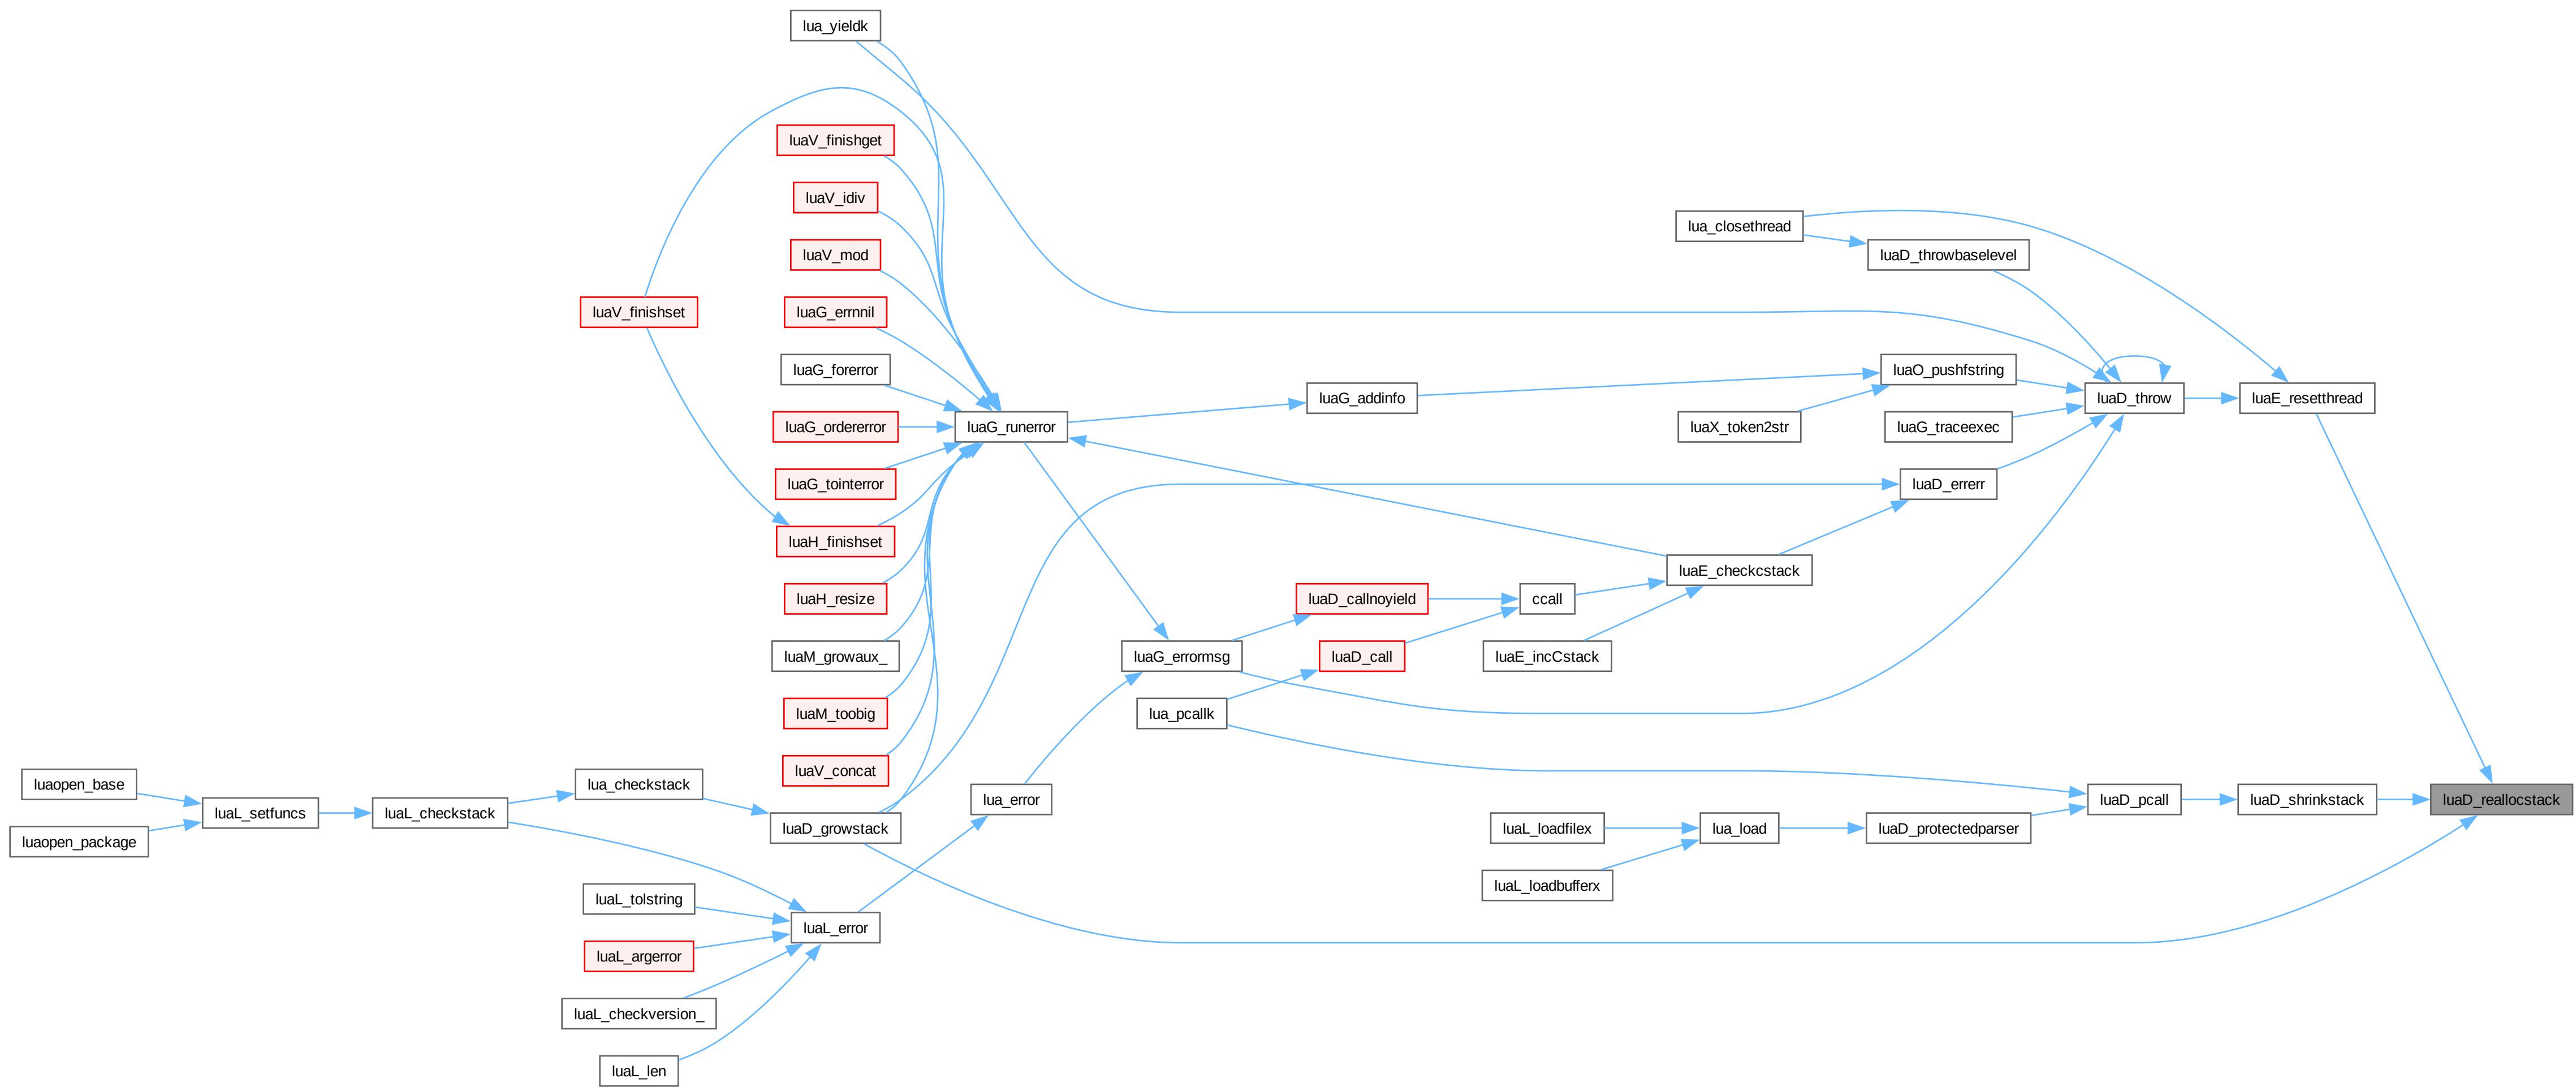 lua_yieldk
luaV_finishget
luaV_idiv
lua_closethread
luaV_mod
luaD_throwbaselevel
luaV_finishset
luaG_errnnil
luaG_forerror
luaO_pushfstring
luaG_addinfo
luaD_throw
luaE_resetthread
luaG_ordererror
luaG_runerror
luaX_token2str
luaG_traceexec
luaG_tointerror
luaD_errerr
luaH_finishset
luaE_checkcstack
luaH_resize
luaD_callnoyield
ccall
luaM_growaux_
luaG_errormsg
luaD_call
luaE_incCstack
luaM_toobig
lua_pcallk
luaV_concat
luaopen_base
lua_checkstack
lua_error
luaD_pcall
luaD_shrinkstack
luaD_reallocstack
luaL_setfuncs
luaL_checkstack
luaD_growstack
luaL_loadfilex
lua_load
luaD_protectedparser
luaopen_package
luaL_loadbufferx
luaL_tolstring
luaL_error
luaL_argerror
luaL_checkversion_
luaL_len